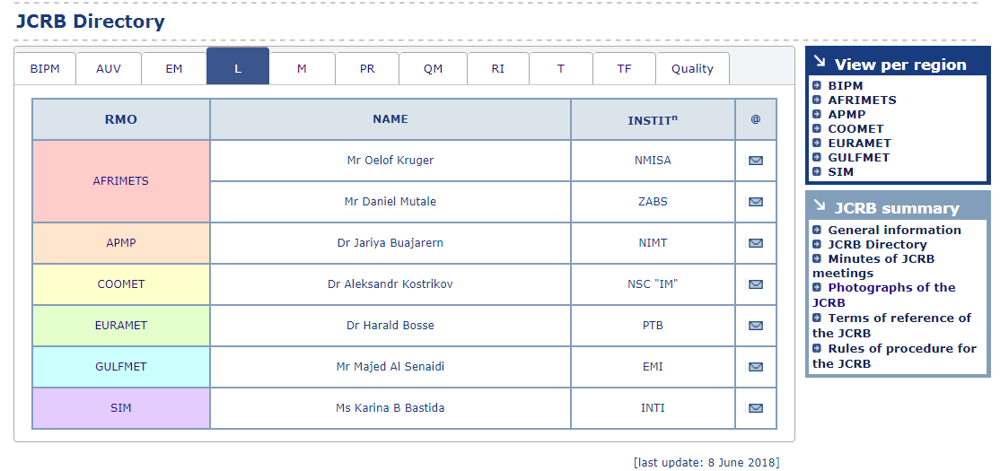 JCRB Directory
BIPM AUV EM L M PR QM RI T TF Quality
RMO NAME INSTITⁿ @
AFRIMETS Mr Oelof Kruger NMISA
Mr Daniel Mutale ZABS
APMP Dr Jariya Buajarern NIMT
COOMET Dr Aleksandr Kostrikov NSC "IM"
EURAMET Dr Harald Bosse PTB
GULFMET Mr Majed Al Senaidi EMI
SIM Ms Karina B Bastida INTI
[last update: 8 June 2018]
View per region
BIPM
AFRIMETS
APMP
COOMET
EURAMET
GULFMET
SIM
JCRB summary
General information
JCRB Directory
Minutes of JCRB
meetings
Photographs of the
JCRB
Terms of reference of
the JCRB
Rules of procedure for
the JCRB